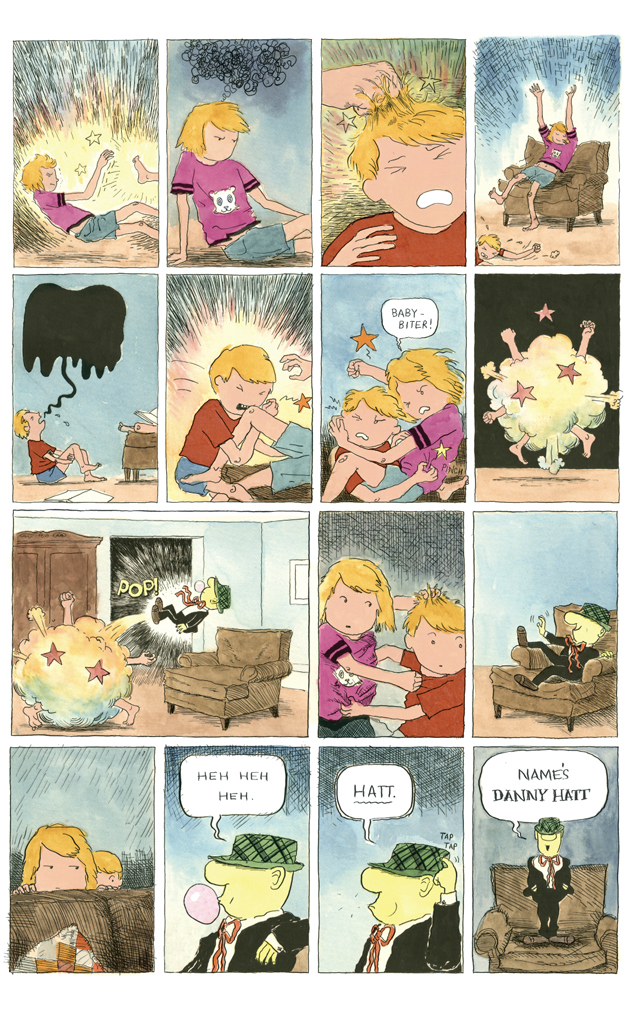 BABY-
BITER!
PINCH
POP!
HEH HEH
HEH.
HATT.
TAP
TAP
NAME'S
DANNY HATT